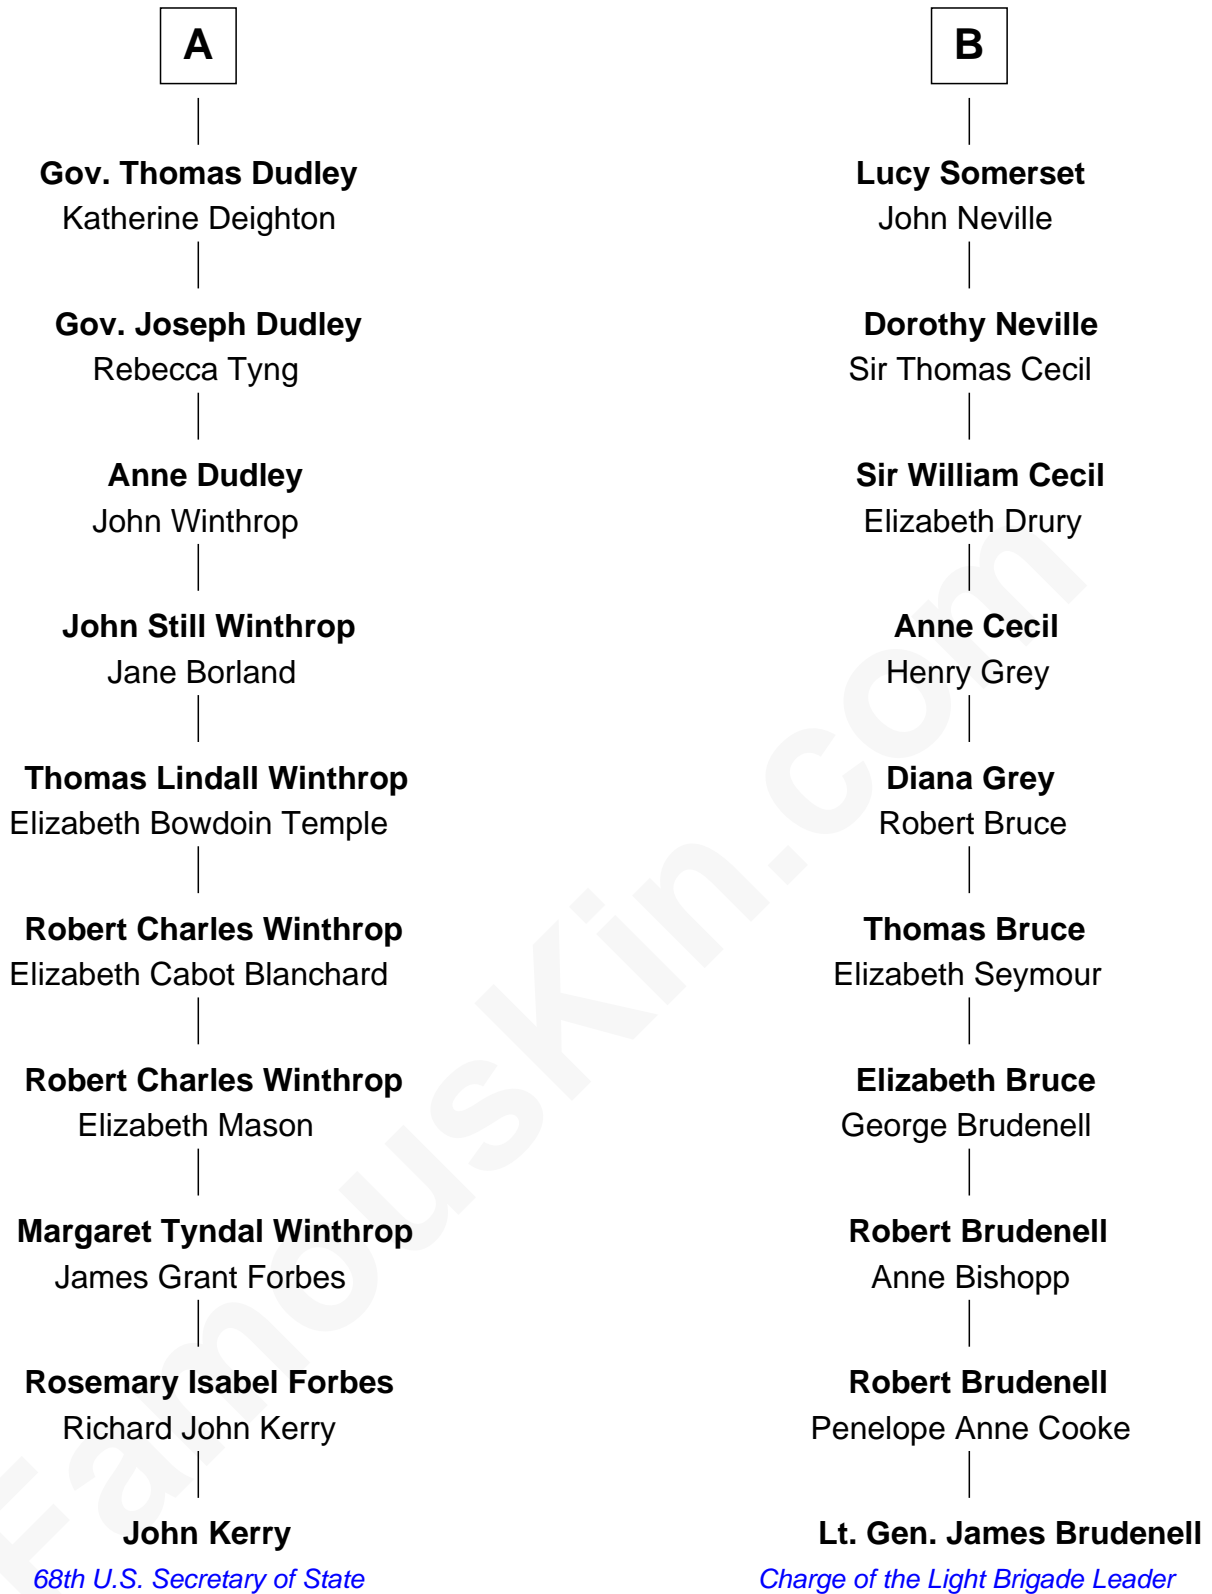 A
Gov. Thomas Dudley
Katherine Deighton
Gov. Joseph Dudley
Rebecca Tyng
Anne Dudley
John Winthrop
John Still Winthrop
Jane Borland
Thomas Lindall Winthrop
Elizabeth Bowdoin Temple
Robert Charles Winthrop
Elizabeth Cabot Blanchard
Robert Charles Winthrop
Elizabeth Mason
Margaret Tyndal Winthrop
James Grant Forbes
Rosemary Isabel Forbes
Richard John Kerry
John Kerry
68th U.S. Secretary of State
B
Lucy Somerset
John Neville
Dorothy Neville
Sir Thomas Cecil
Sir William Cecil
Elizabeth Drury
Anne Cecil
Henry Grey
Diana Grey
Robert Bruce
Thomas Bruce
Elizabeth Seymour
Elizabeth Bruce
George Brudenell
Robert Brudenell
Anne Bishopp
Robert Brudenell
Penelope Anne Cooke
Lt. Gen. James Brudenell
Charge of the Light Brigade Leader
FamousKin.com